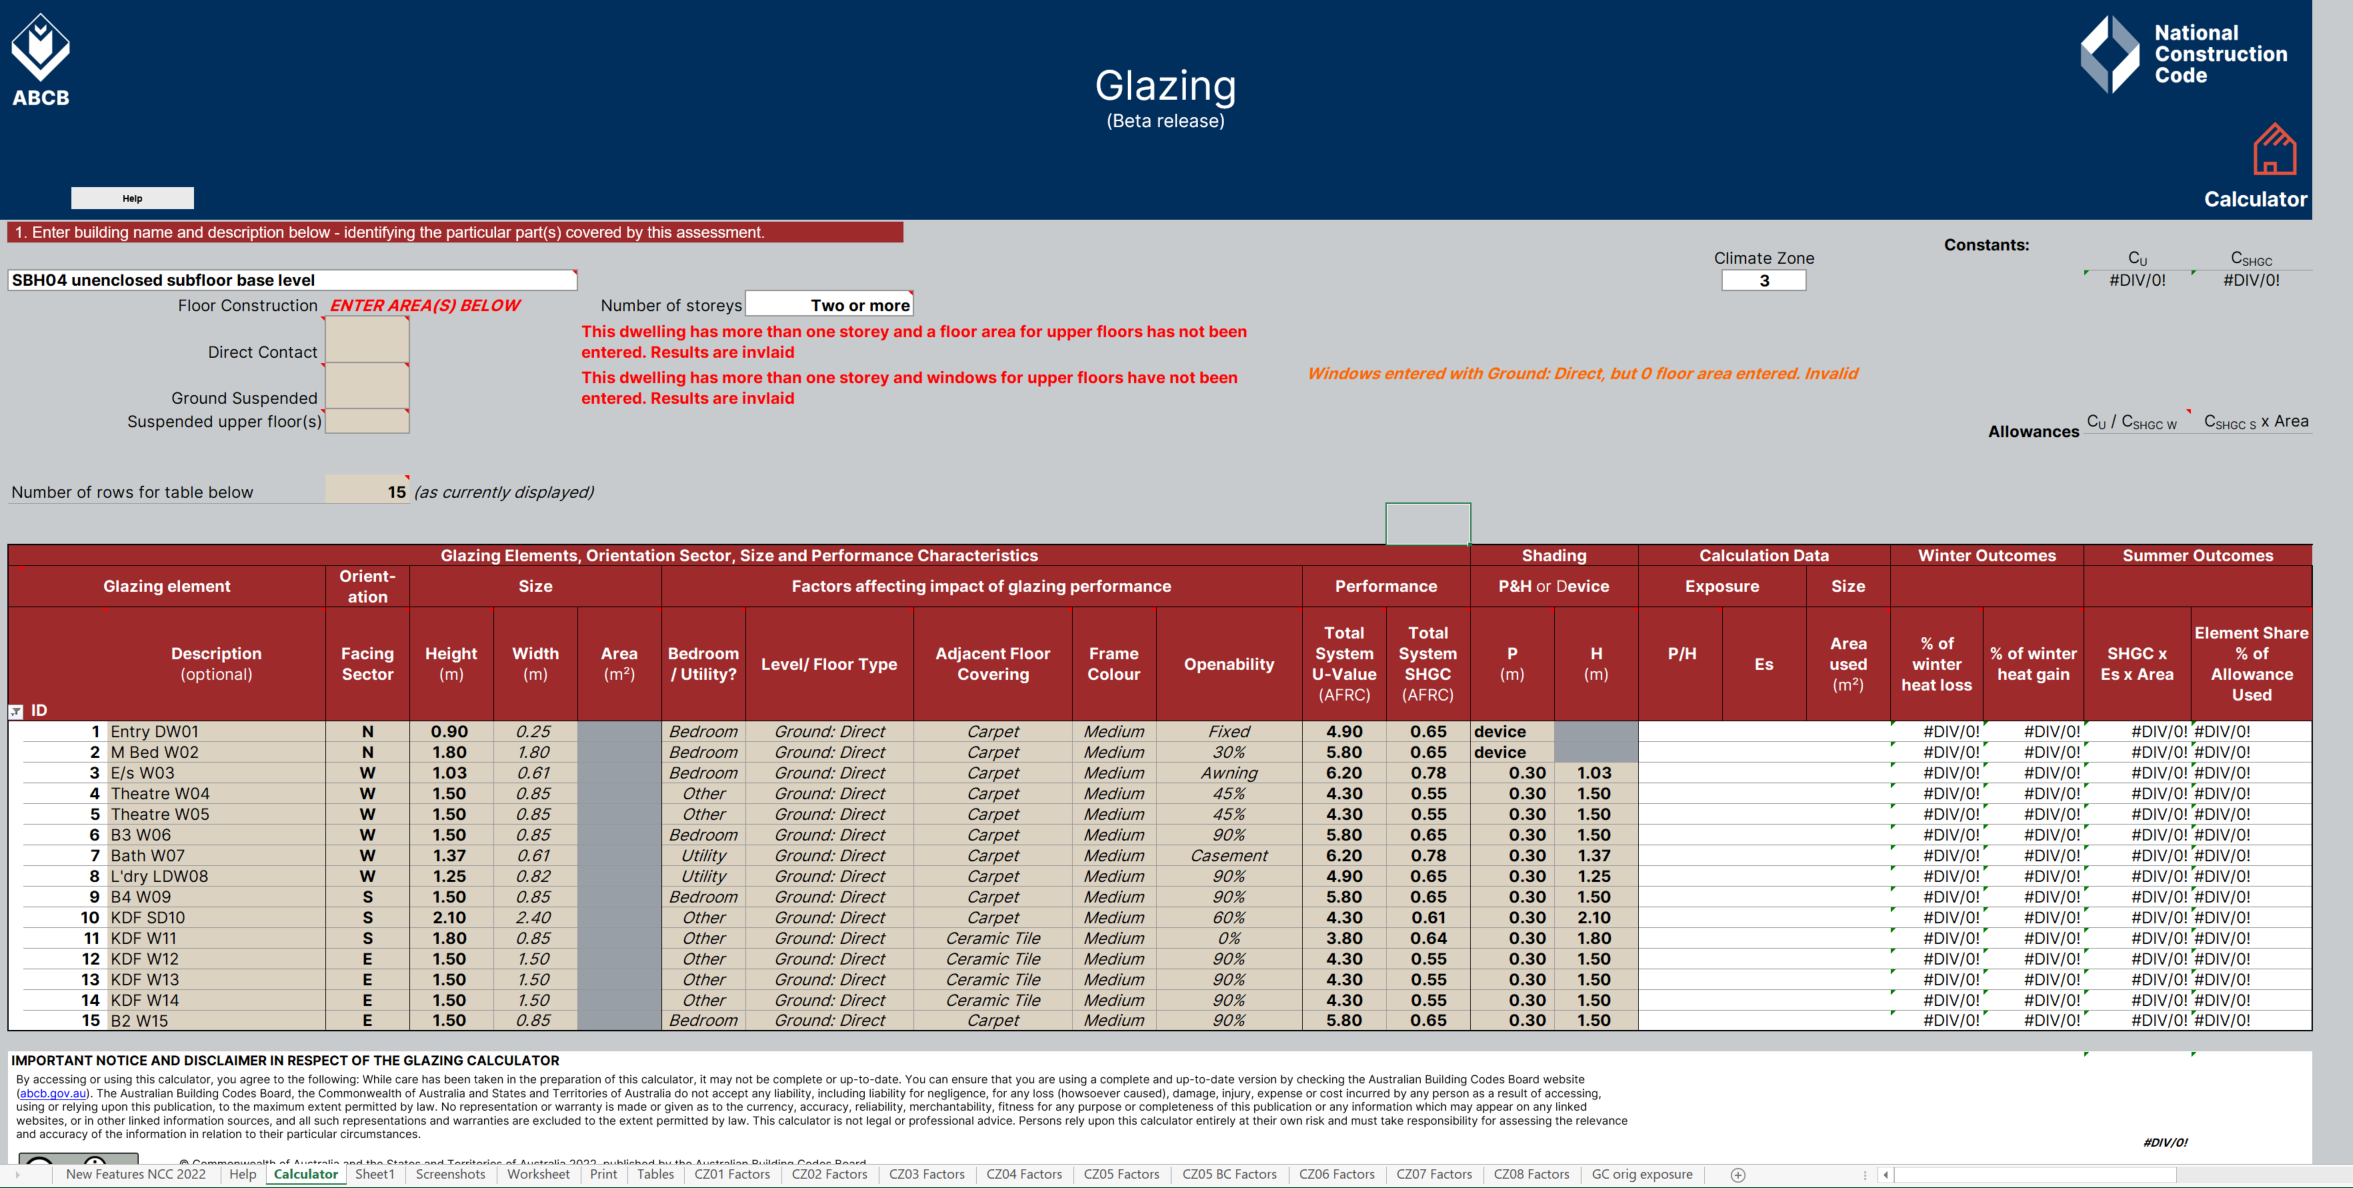 ABCB
Glazing
(Beta release)
National
Construction
Code
Calculator
Help
1. Enter building name and description below - identifying the particular part(s) covered by this assessment.
Constants:
Climate Zone
CU CSHGC
SBH04 unenclosed subfloor base level
3
#DIV/0! #DIV/0!
Floor Construction ENTER AREA(S) BELOW
Number of storeys Two or more
This dwelling has more than one storey and a floor area for upper floors has not been
entered. Results are invlaid
Direct Contact
This dwelling has more than one storey and windows for upper floors have not been
entered. Results are invlaid
Windows entered with Ground: Direct, but 0 floor area entered. Invalid
Ground Suspended
Suspended upper floor(s)
Allowances CU / CSHGC W CSHGC S x Area
Number of rows for table below 15 (as currently displayed)
Glazing Elements, Orientation Sector, Size and Performance Characteristics Shading Calculation Data Winter Outcomes Summer Outcomes
Glazing element Orient-ation Size Factors affecting impact of glazing performance Performance P&H or Device Exposure Size
ID Description (optional) Facing Sector Height (m) Width (m) Area (m²) Bedroom / Utility? Level/ Floor Type Adjacent Floor Covering Frame Colour Openability Total System U-Value (AFRC) Total System SHGC (AFRC) P (m) H (m) P/H Es Area used (m²) % of winter heat loss % of winter heat gain SHGC x Es x Area Element Share % of Allowance Used
1 Entry DW01 N 0.90 0.25 Bedroom Ground: Direct Carpet Medium Fixed 4.90 0.65 device #DIV/0! #DIV/0! #DIV/0! #DIV/0!
2 M Bed W02 N 1.80 1.80 Bedroom Ground: Direct Carpet Medium 30% 5.80 0.65 device #DIV/0! #DIV/0! #DIV/0! #DIV/0!
3 E/s W03 W 1.03 0.61 Bedroom Ground: Direct Carpet Medium Awning 6.20 0.78 0.30 1.03 #DIV/0! #DIV/0! #DIV/0! #DIV/0!
4 Theatre W04 W 1.50 0.85 Other Ground: Direct Carpet Medium 45% 4.30 0.55 0.30 1.50 #DIV/0! #DIV/0! #DIV/0! #DIV/0!
5 Theatre W05 W 1.50 0.85 Other Ground: Direct Carpet Medium 45% 4.30 0.55 0.30 1.50 #DIV/0! #DIV/0! #DIV/0! #DIV/0!
6 B3 W06 W 1.50 0.85 Bedroom Ground: Direct Carpet Medium 90% 5.80 0.65 0.30 1.50 #DIV/0! #DIV/0! #DIV/0! #DIV/0!
7 Bath W07 W 1.37 0.61 Utility Ground: Direct Carpet Medium Casement 6.20 0.78 0.30 1.37 #DIV/0! #DIV/0! #DIV/0! #DIV/0!
8 L'dry LDW08 W 1.25 0.82 Utility Ground: Direct Carpet Medium 90% 4.90 0.65 0.30 1.25 #DIV/0! #DIV/0! #DIV/0! #DIV/0!
9 B4 W09 S 1.50 0.85 Bedroom Ground: Direct Carpet Medium 90% 5.80 0.65 0.30 1.50 #DIV/0! #DIV/0! #DIV/0! #DIV/0!
10 KDF SD10 S 2.10 2.40 Other Ground: Direct Carpet Medium 60% 4.30 0.61 0.30 2.10 #DIV/0! #DIV/0! #DIV/0! #DIV/0!
11 KDF W11 S 1.80 0.85 Other Ground: Direct Ceramic Tile Medium 0% 3.80 0.64 0.30 1.80 #DIV/0! #DIV/0! #DIV/0! #DIV/0!
12 KDF W12 E 1.50 1.50 Other Ground: Direct Ceramic Tile Medium 90% 4.30 0.55 0.30 1.50 #DIV/0! #DIV/0! #DIV/0! #DIV/0!
13 KDF W13 E 1.50 1.50 Other Ground: Direct Ceramic Tile Medium 90% 4.30 0.55 0.30 1.50 #DIV/0! #DIV/0! #DIV/0! #DIV/0!
14 KDF W14 E 1.50 1.50 Other Ground: Direct Ceramic Tile Medium 90% 4.30 0.55 0.30 1.50 #DIV/0! #DIV/0! #DIV/0! #DIV/0!
15 B2 W15 E 1.50 0.85 Bedroom Ground: Direct Carpet Medium 90% 5.80 0.65 0.30 1.50 #DIV/0! #DIV/0! #DIV/0! #DIV/0!
IMPORTANT NOTICE AND DISCLAIMER IN RESPECT OF THE GLAZING CALCULATOR
By accessing or using this calculator, you agree to the following: While care has been taken in the preparation of this calculator, it may not be complete or up-to-date. You can ensure that you are using a complete and up-to-date version by checking the Australian Building Codes Board website
(abcb.gov.au). The Australian Building Codes Board, the Commonwealth of Australia and States and Territories of Australia do not accept any liability, including liability for negligence, for any loss (howsoever caused), damage, injury, expense or cost incurred by any person as a result of accessing,
using or relying upon this publication, to the maximum extent permitted by law. No representation or warranty is made or given as to the currency, accuracy, reliability, merchantability, fitness for any purpose or completeness of this publication or any information which may appear on any linked
websites, or in other linked information sources, and all such representations and warranties are excluded to the extent permitted by law. This calculator is not legal or professional advice. Persons rely upon this calculator entirely at their own risk and must take responsibility for assessing the relevance
and accuracy of the information in relation to their particular circumstances.
#DIV/0!
© Commonwealth of Australia and the States and Territories of Australia 2022, published by the Australian Building Codes Board
New Features NCC 2022 Help Calculator Sheet1 Screenshots Worksheet Print Tables CZ01 Factors CZ02 Factors CZ03 Factors CZ04 Factors CZ05 Factors CZ05 BC Factors CZ06 Factors CZ07 Factors CZ08 Factors GC orig exposure